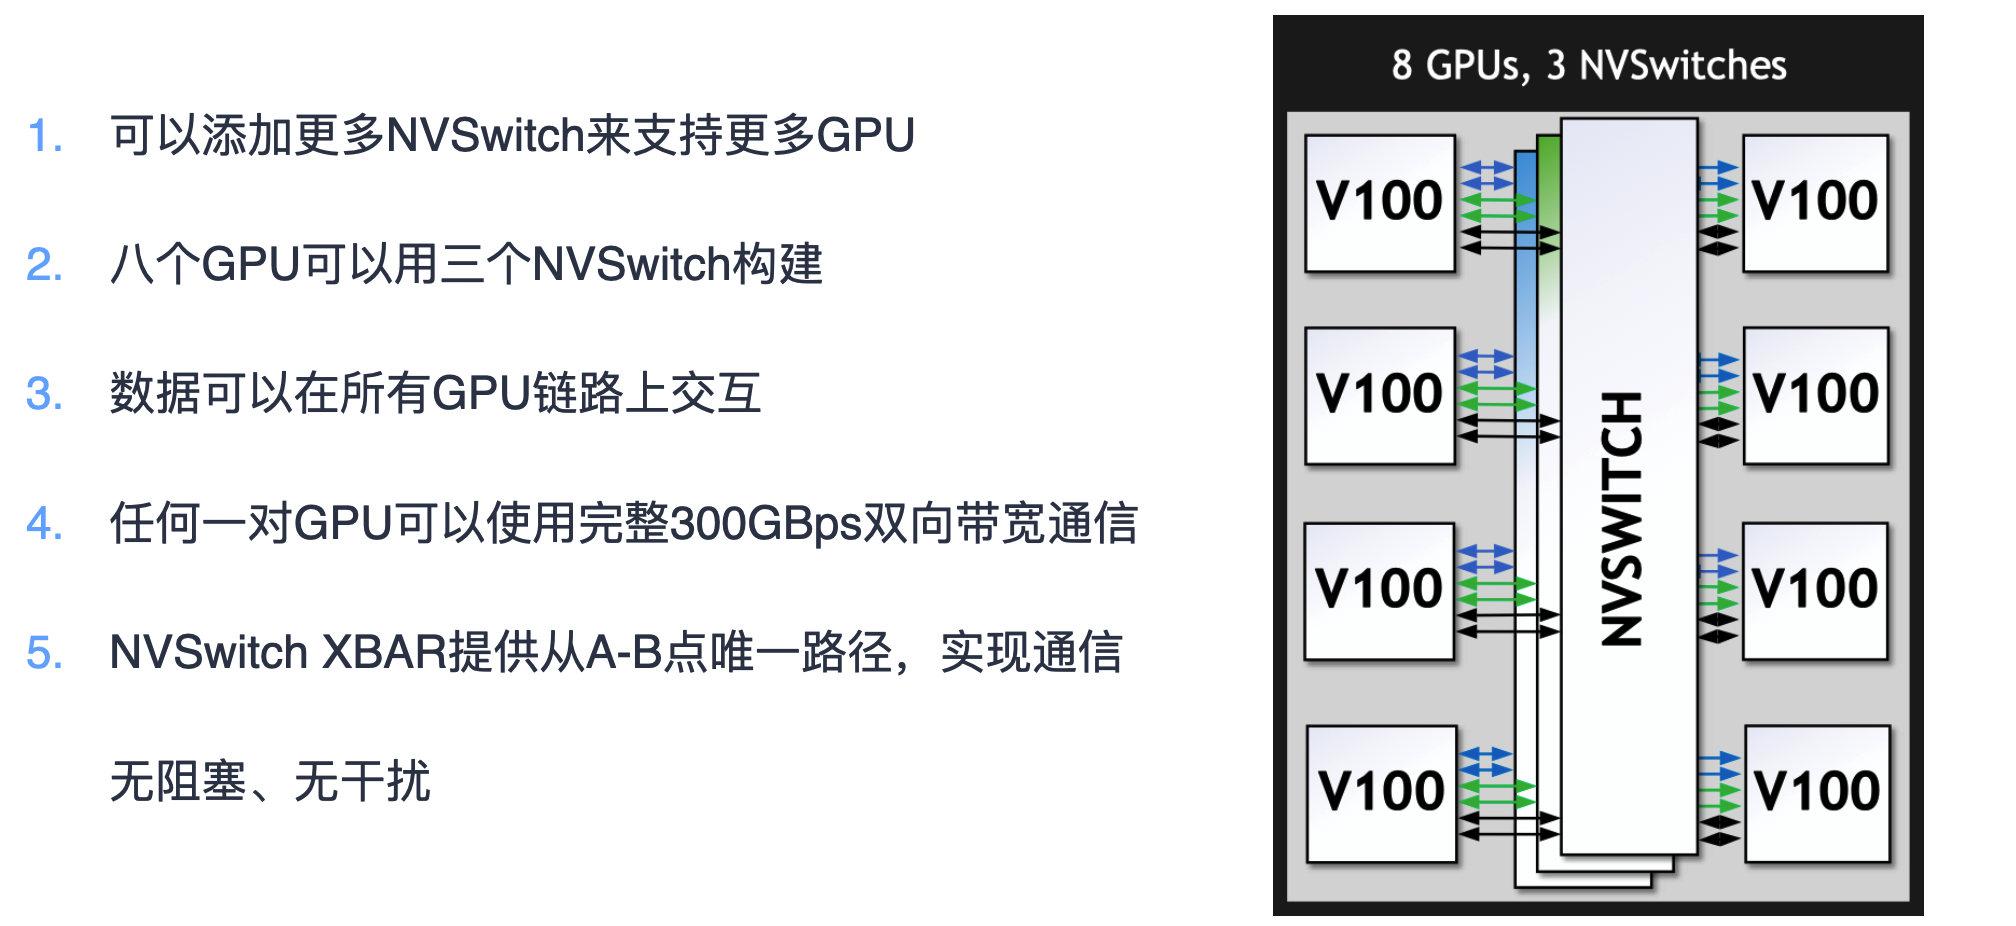 1. 可以添加更多NVSwitch来支持更多GPU
2. 八个GPU可以用三个NVSwitch构建
3. 数据可以在所有GPU链路上交互
4. 任何一对GPU可以使用完整300GBps双向带宽通信
5. NVSwitch XBAR提供从A-B点唯一路径，实现通信
无阻塞、无干扰
8 GPUs, 3 NVSwitches
V100
V100
V100
V100
NVSWITCH
V100
V100
V100
V100